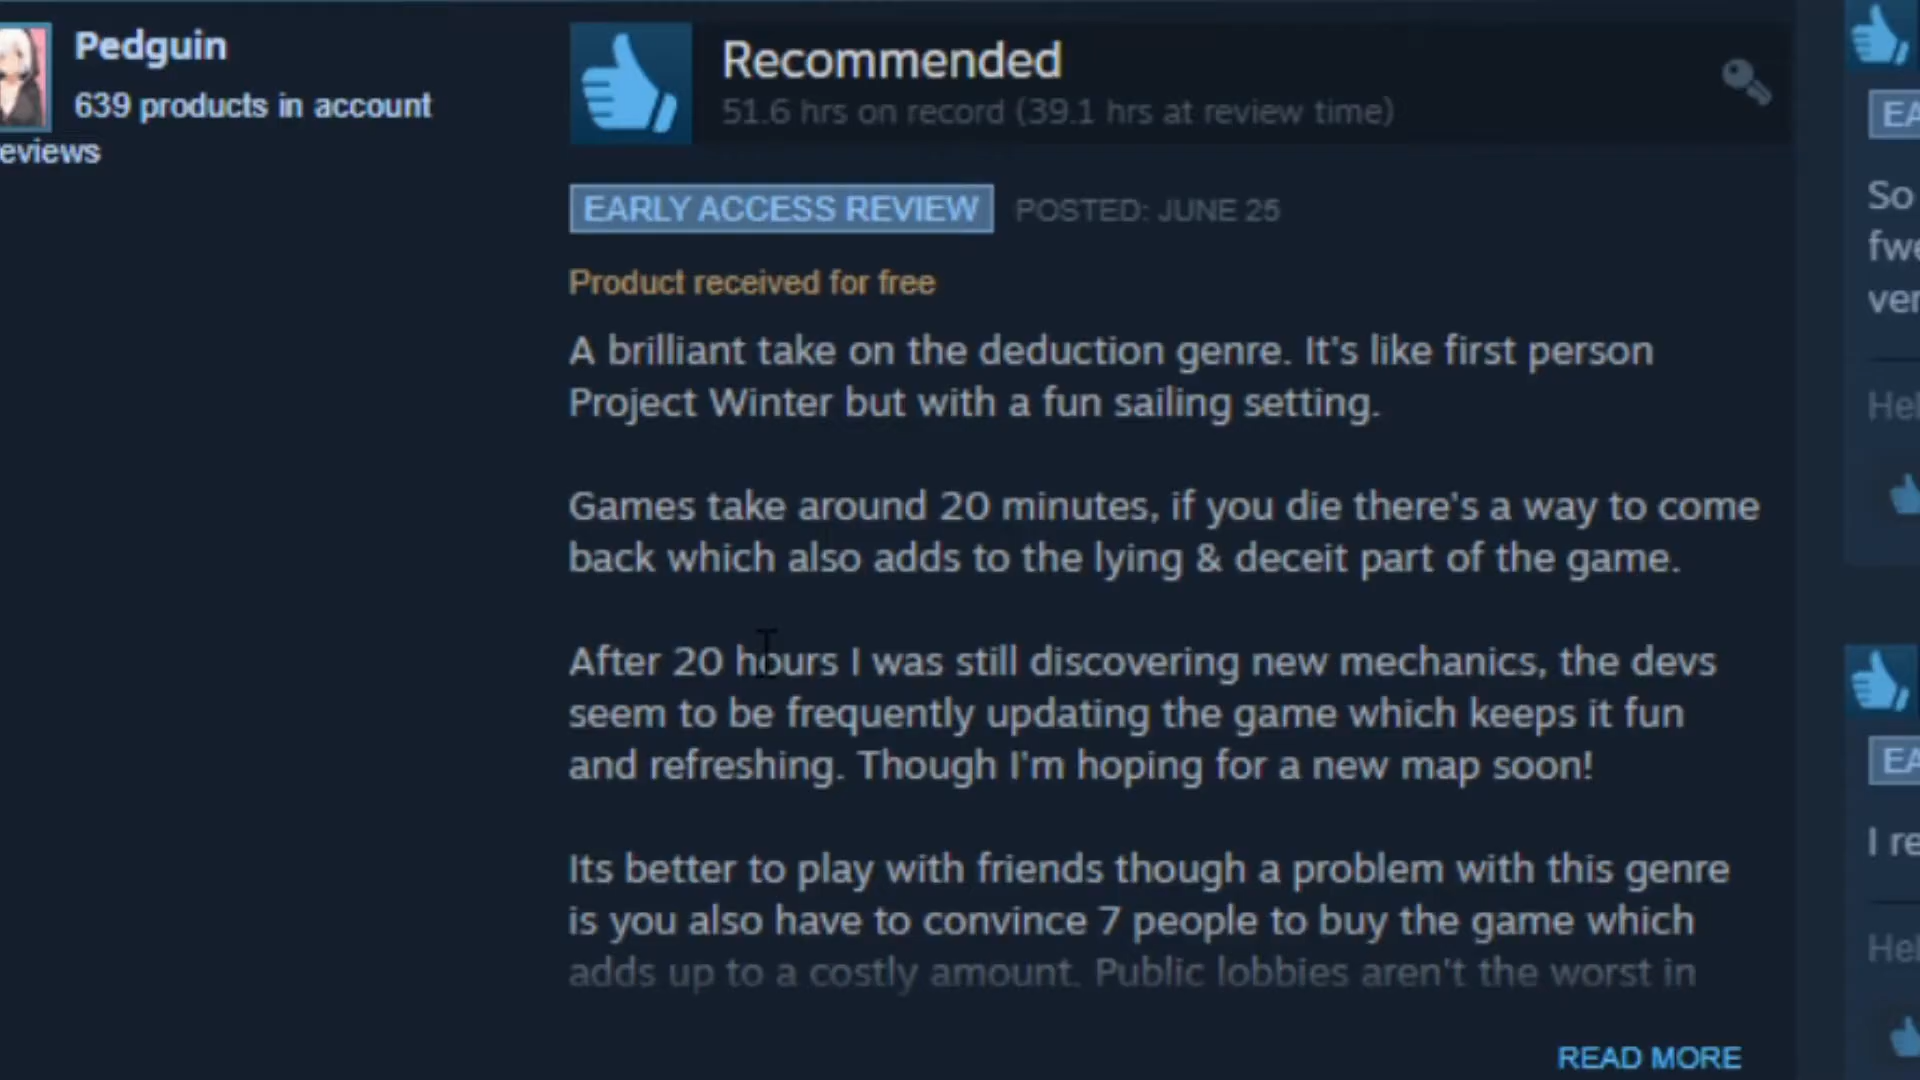 Pedguin
639 products in account
eviews
Recommended
51.6 hrs on record (39.1 hrs at review time)
EARLY ACCESS REVIEW POSTED: JUNE 25
Product received for free
A brilliant take on the deduction genre. It's like first person
Project Winter but with a fun sailing setting.
Games take around 20 minutes, if you die there's a way to come
back which also adds to the lying & deceit part of the game.
After 20 hours I was still discovering new mechanics, the devs
seem to be frequently updating the game which keeps it fun
and refreshing. Though I'm hoping for a new map soon!
Its better to play with friends though a problem with this genre
is you also have to convince 7 people to buy the game which
adds up to a costly amount. Public lobbies aren't the worst in
READ MORE
EA
So
fwe
ver
Hel
EA
I re
Hel